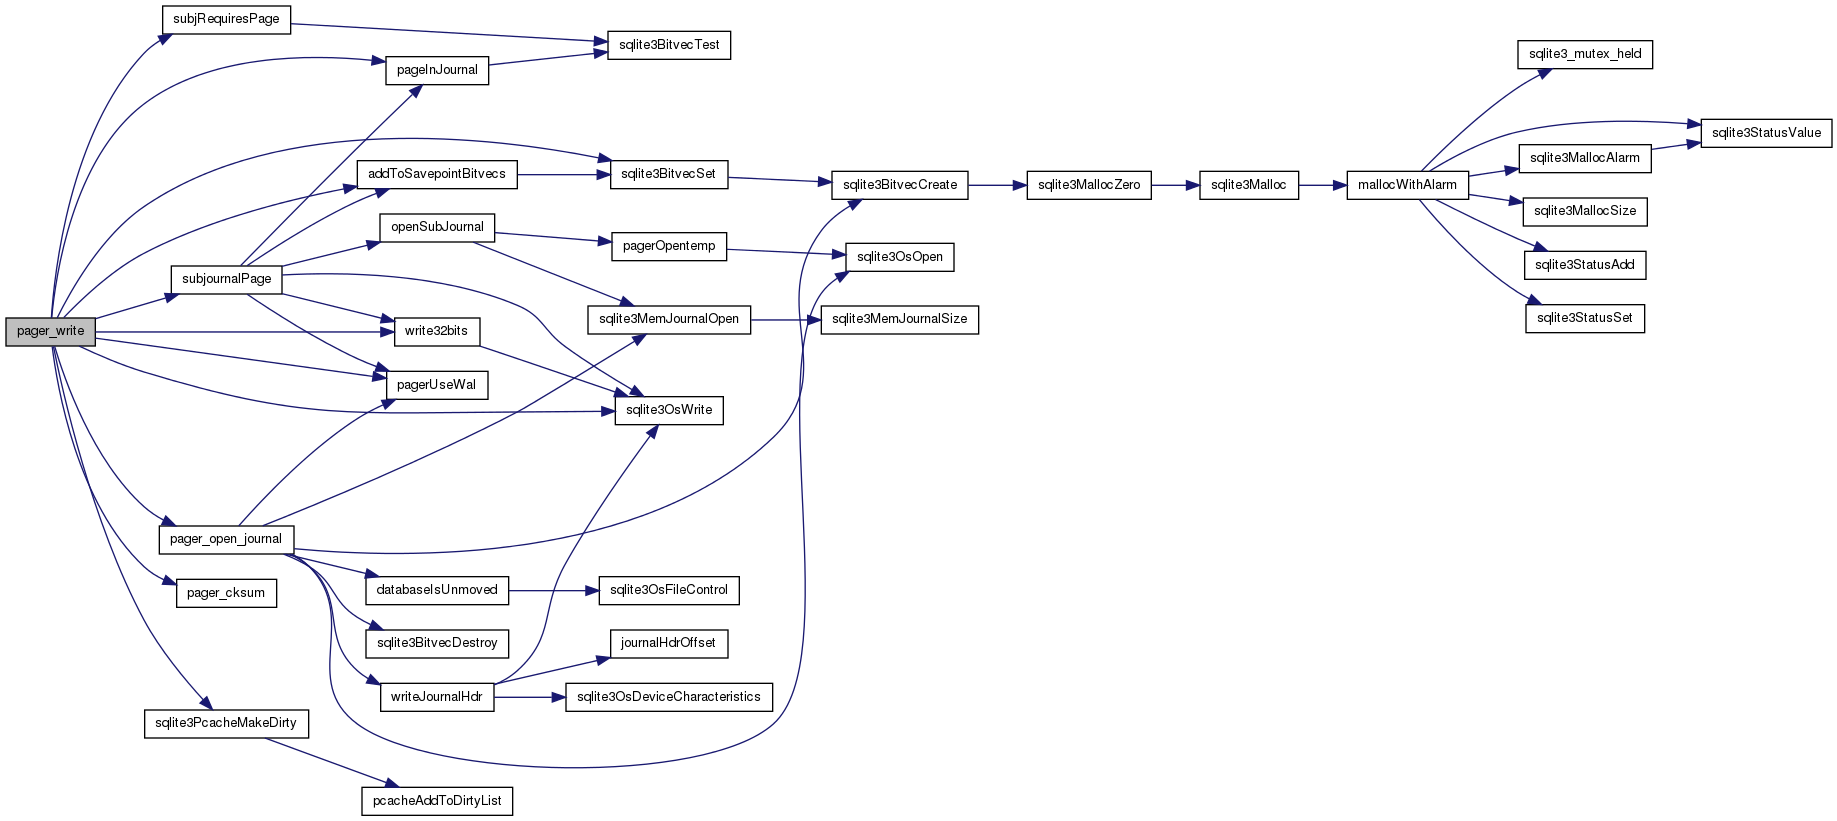 subjRequiresPage
sqlite3BitvecTest
pageInJournal
sqlite3_mutex_held
sqlite3StatusValue
sqlite3MallocAlarm
addToSavepointBitvecs
sqlite3BitvecSet
sqlite3BitvecCreate
sqlite3MallocZero
sqlite3Malloc
mallocWithAlarm
sqlite3MallocSize
openSubJournal
pagerOpentemp
sqlite3OsOpen
sqlite3StatusAdd
subjournalPage
sqlite3MemJournalOpen
sqlite3MemJournalSize
sqlite3StatusSet
pager_write
write32bits
pagerUseWal
sqlite3OsWrite
pager_open_journal
pager_cksum
databaseIsUnmoved
sqlite3OsFileControl
sqlite3BitvecDestroy
journalHdrOffset
writeJournalHdr
sqlite3OsDeviceCharacteristics
sqlite3PcacheMakeDirty
pcacheAddToDirtyList